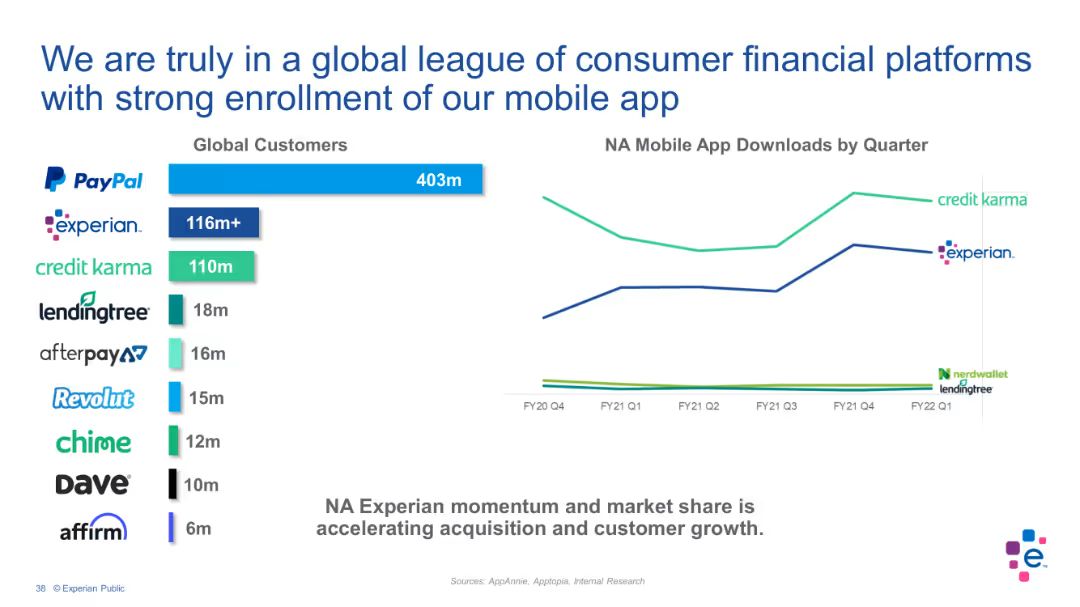 We are truly in a global league of consumer financial platforms
with strong enrollment of our mobile app
Global Customers
PayPal
403m
experian.
116m+
credit karma
110m
lendingtree
18m
afterpay
16m
Revolut
15m
chime
12m
DAVE
10m
affirm
6m
NA Mobile App Downloads by Quarter
credit karma
experian.
nerdwallet
lendingtree
FY20 Q4 FY21 Q1 FY21 Q2 FY21 Q3 FY21 Q4 FY22 Q1
NA Experian momentum and market share is
accelerating acquisition and customer growth.
e
38 © Experian Public
Sources: AppAnnie, Apptopia, Internal Research